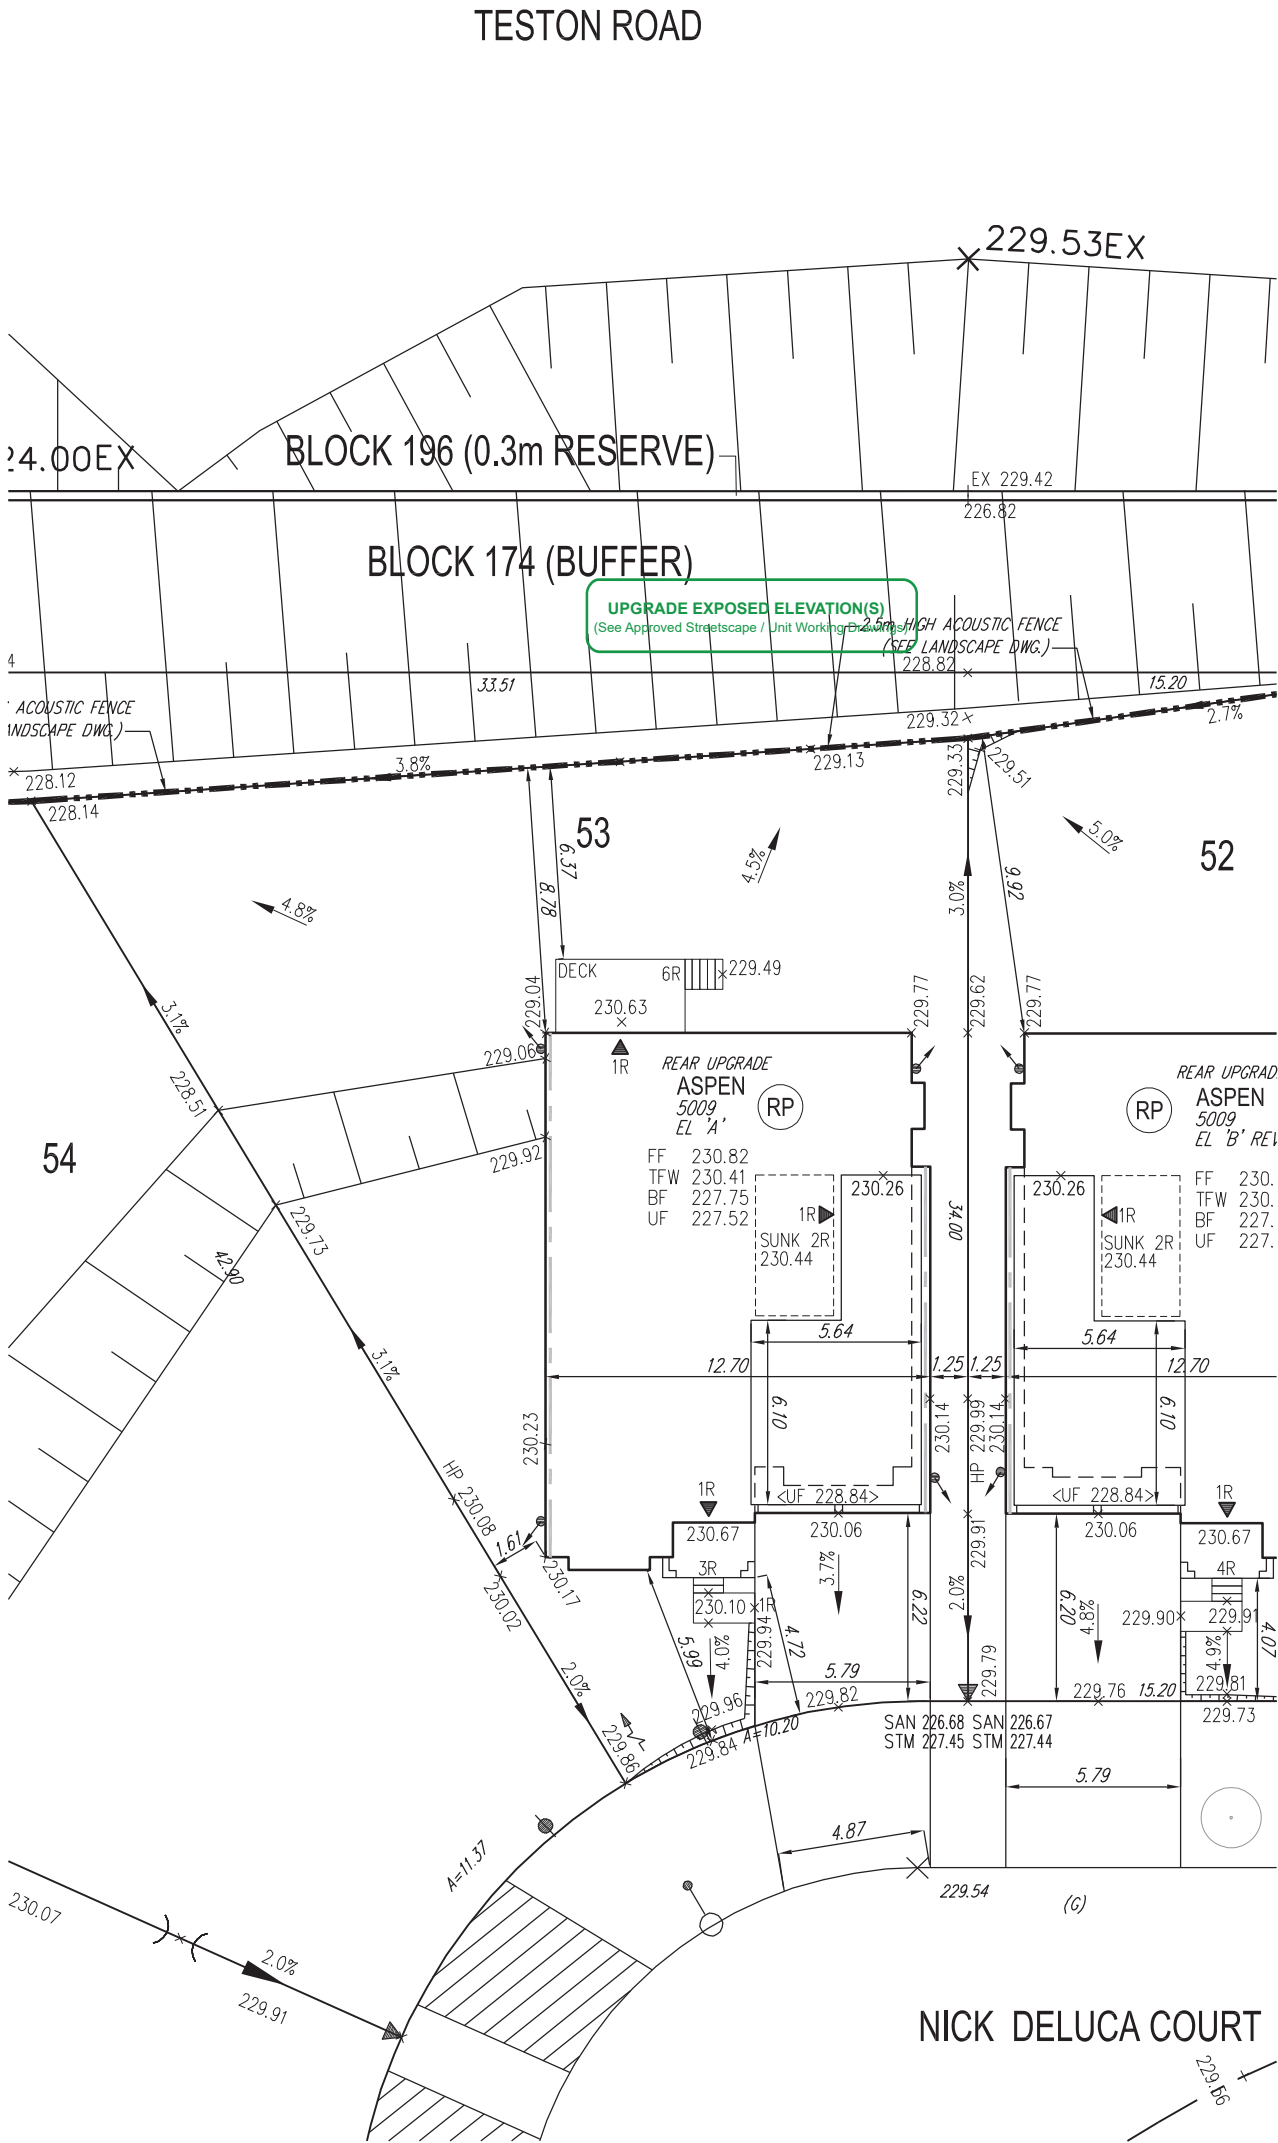 TESTON ROAD
229.53EX
24.00EX
BLOCK 196 (0.3m RESERVE)
EX 229.42
226.82
BLOCK 174 (BUFFER)
UPGRADE EXPOSED ELEVATION(S)
(See Approved Streetscape / Unit Working Drawings)
2.5m HIGH ACOUSTIC FENCE
(SEE LANDSCAPE DWG.)
228.82
4
33.51
15.20
ACOUSTIC FENCE
ANDSCAPE DWG.)
229.32
2.7%
3.8%
229.13
229.33
229.51
228.12
228.14
53
52
6.37
8.78
4.5%
5.0%
9.92
3.0%
4.8%
DECK
6R
229.49
229.04
230.63
229.77
229.62
229.77
3.1%
229.06
1R
REAR UPGRADE
ASPEN
5009
EL 'A'
RP
RP
REAR UPGRAD
ASPEN
5009
EL 'B' REV
228.51
54
229.92
FF 230.82
TFW 230.41
BF 227.75
UF 227.52
FF 230.
TFW 230.
BF 227.
UF 227.
230.26
230.26
34.00
1R
SUNK 2R
230.44
1R
SUNK 2R
230.44
229.73
42.90
5.64
5.64
3.1%
12.70
1.25
1.25
12.70
6.10
6.10
230.23
230.14
HP 229.99
230.14
HP 230.08
1R
<UF 228.84>
<UF 228.84>
1R
230.67
230.06
229.91
230.06
230.67
1.61
230.17
3R
3.7%
4R
230.02
230.10
1R
229.94
4.72
6.22
2.0%
6.20
4.8%
229.90
229.91
4.07
5.99
4.0%
4.9%
2.0%
5.79
229.79
229.81
229.96
229.82
229.76
15.20
229.73
229.86
229.84
A=10.20
SAN 226.68
SAN 226.67
STM 227.45
STM 227.44
5.79
4.87
A=11.37
229.54
(G)
230.07
2.0%
229.91
NICK DELUCA COURT
229.66